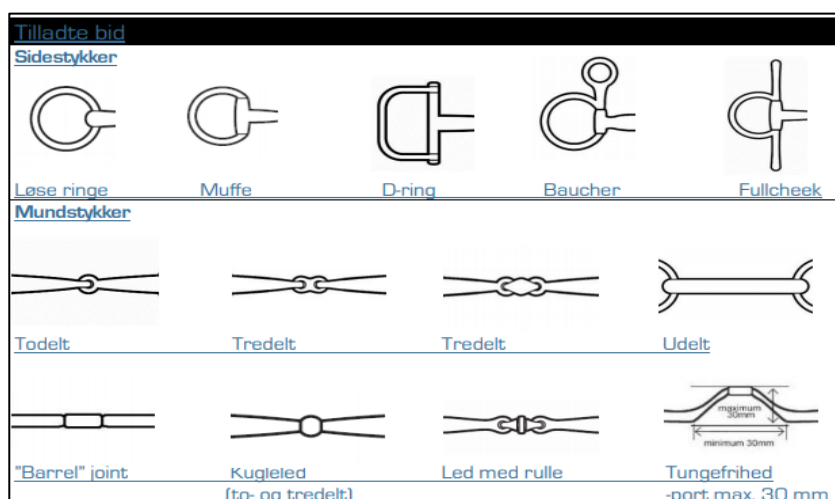 Tilladte bid
Sidestykker
Løse ringe Muffe D-ring Baucher Fullcheek
Mundstykker
Todelt Tredelt Tredelt Udelt
maximum
30mm
minimum 30mm
"Barrel" joint Kugleled Led med rulle Tungefrihed
(to- og tredelt) -port max. 30 mm